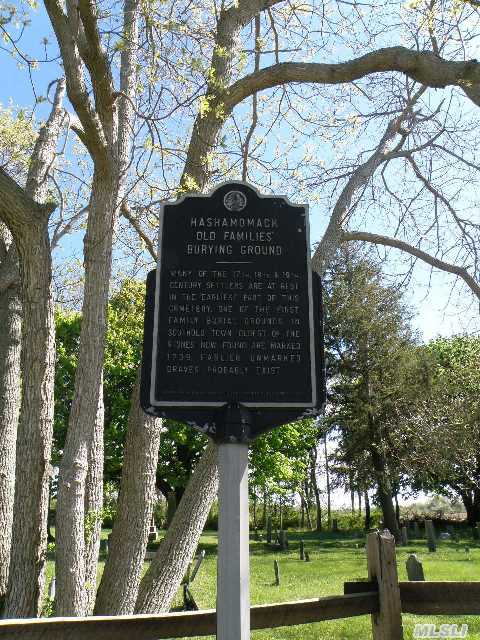 HASHAMOMACK
OLD FAMILIES'
BURYING GROUND
MANY OF THE 17TH, 18TH & 19TH
CENTURY SETTLERS ARE AT REST
IN THE EARLIEST PART OF THIS
CEMETERY, ONE OF THE FIRST
FAMILY BURIAL GROUNDS IN
SOUTHOLD TOWN. OLDEST OF THE
STONES NOW FOUND ARE MARKED
1739. EARLIER UNMARKED
GRAVES PROBABLY EXIST.
MLSLI